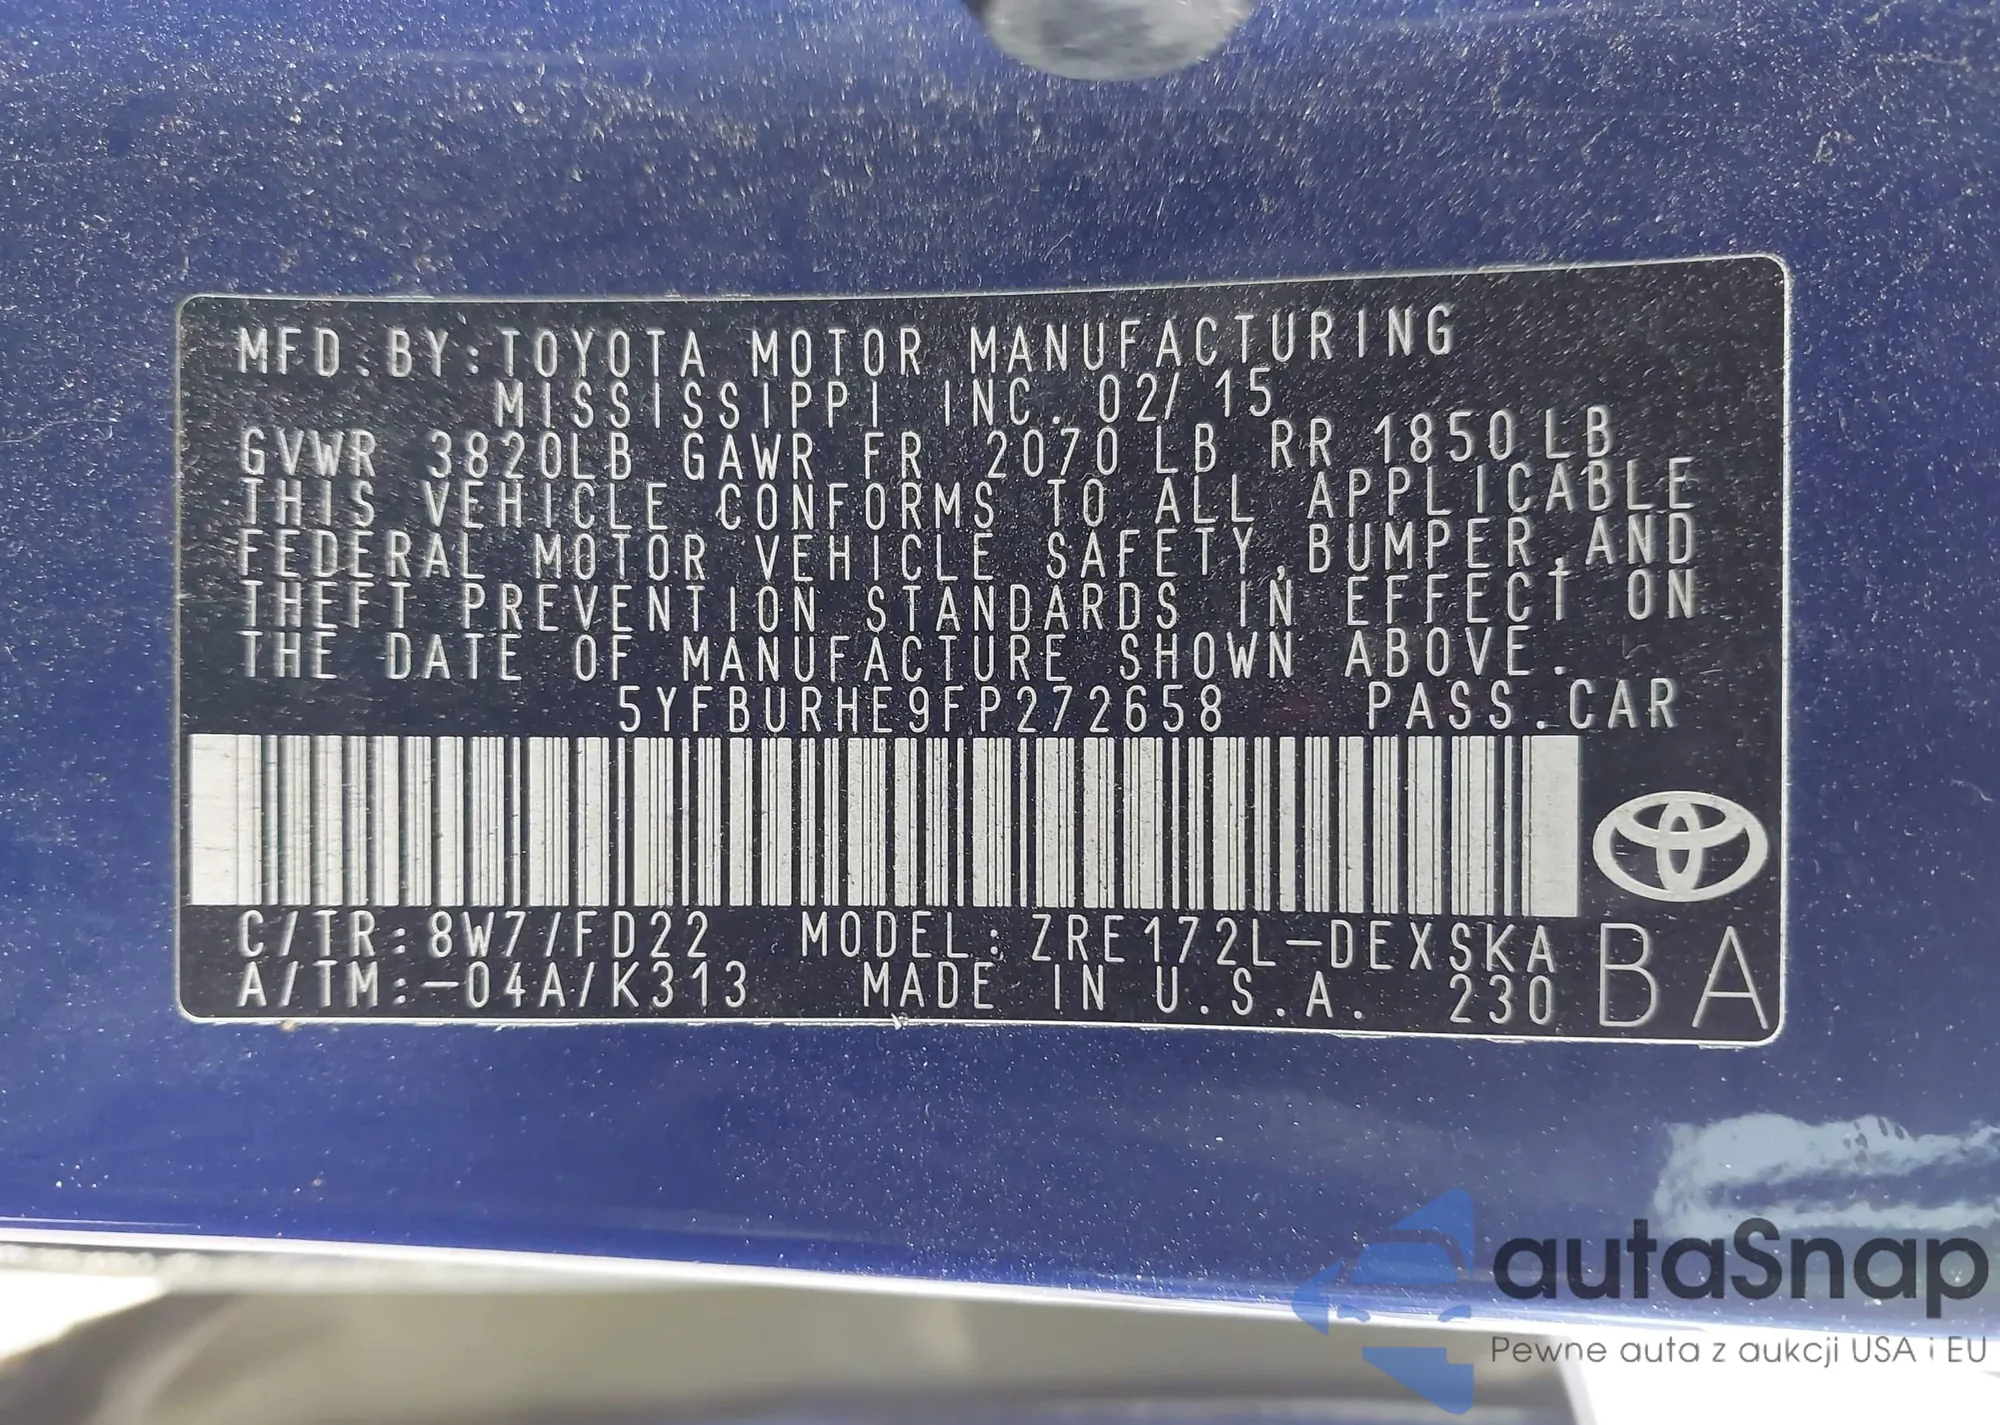 MFD.BY:TOYOTA MOTOR MANUFACTURING
MISSISSIPPI INC. 02/15
GVWR 3820LB GAWR FR 2070LB RR 1850LB
THIS VEHICLE CONFORMS TO ALL APPLICABLE
FEDERAL MOTOR VEHICLE SAFETY,BUMPER,AND
THEFT PREVENTION STANDARDS IN EFFECT ON
THE DATE OF MANUFACTURE SHOWN ABOVE.
5YFBURHE9FP272658 PASS.CAR
C/TR:8W7/FD22 MODEL:ZRE172L-DEXSKA
A/TM:-04A/K313 MADE IN U.S.A. 230
BA
autaSnap
Pewne auta z aukcji USA i EU